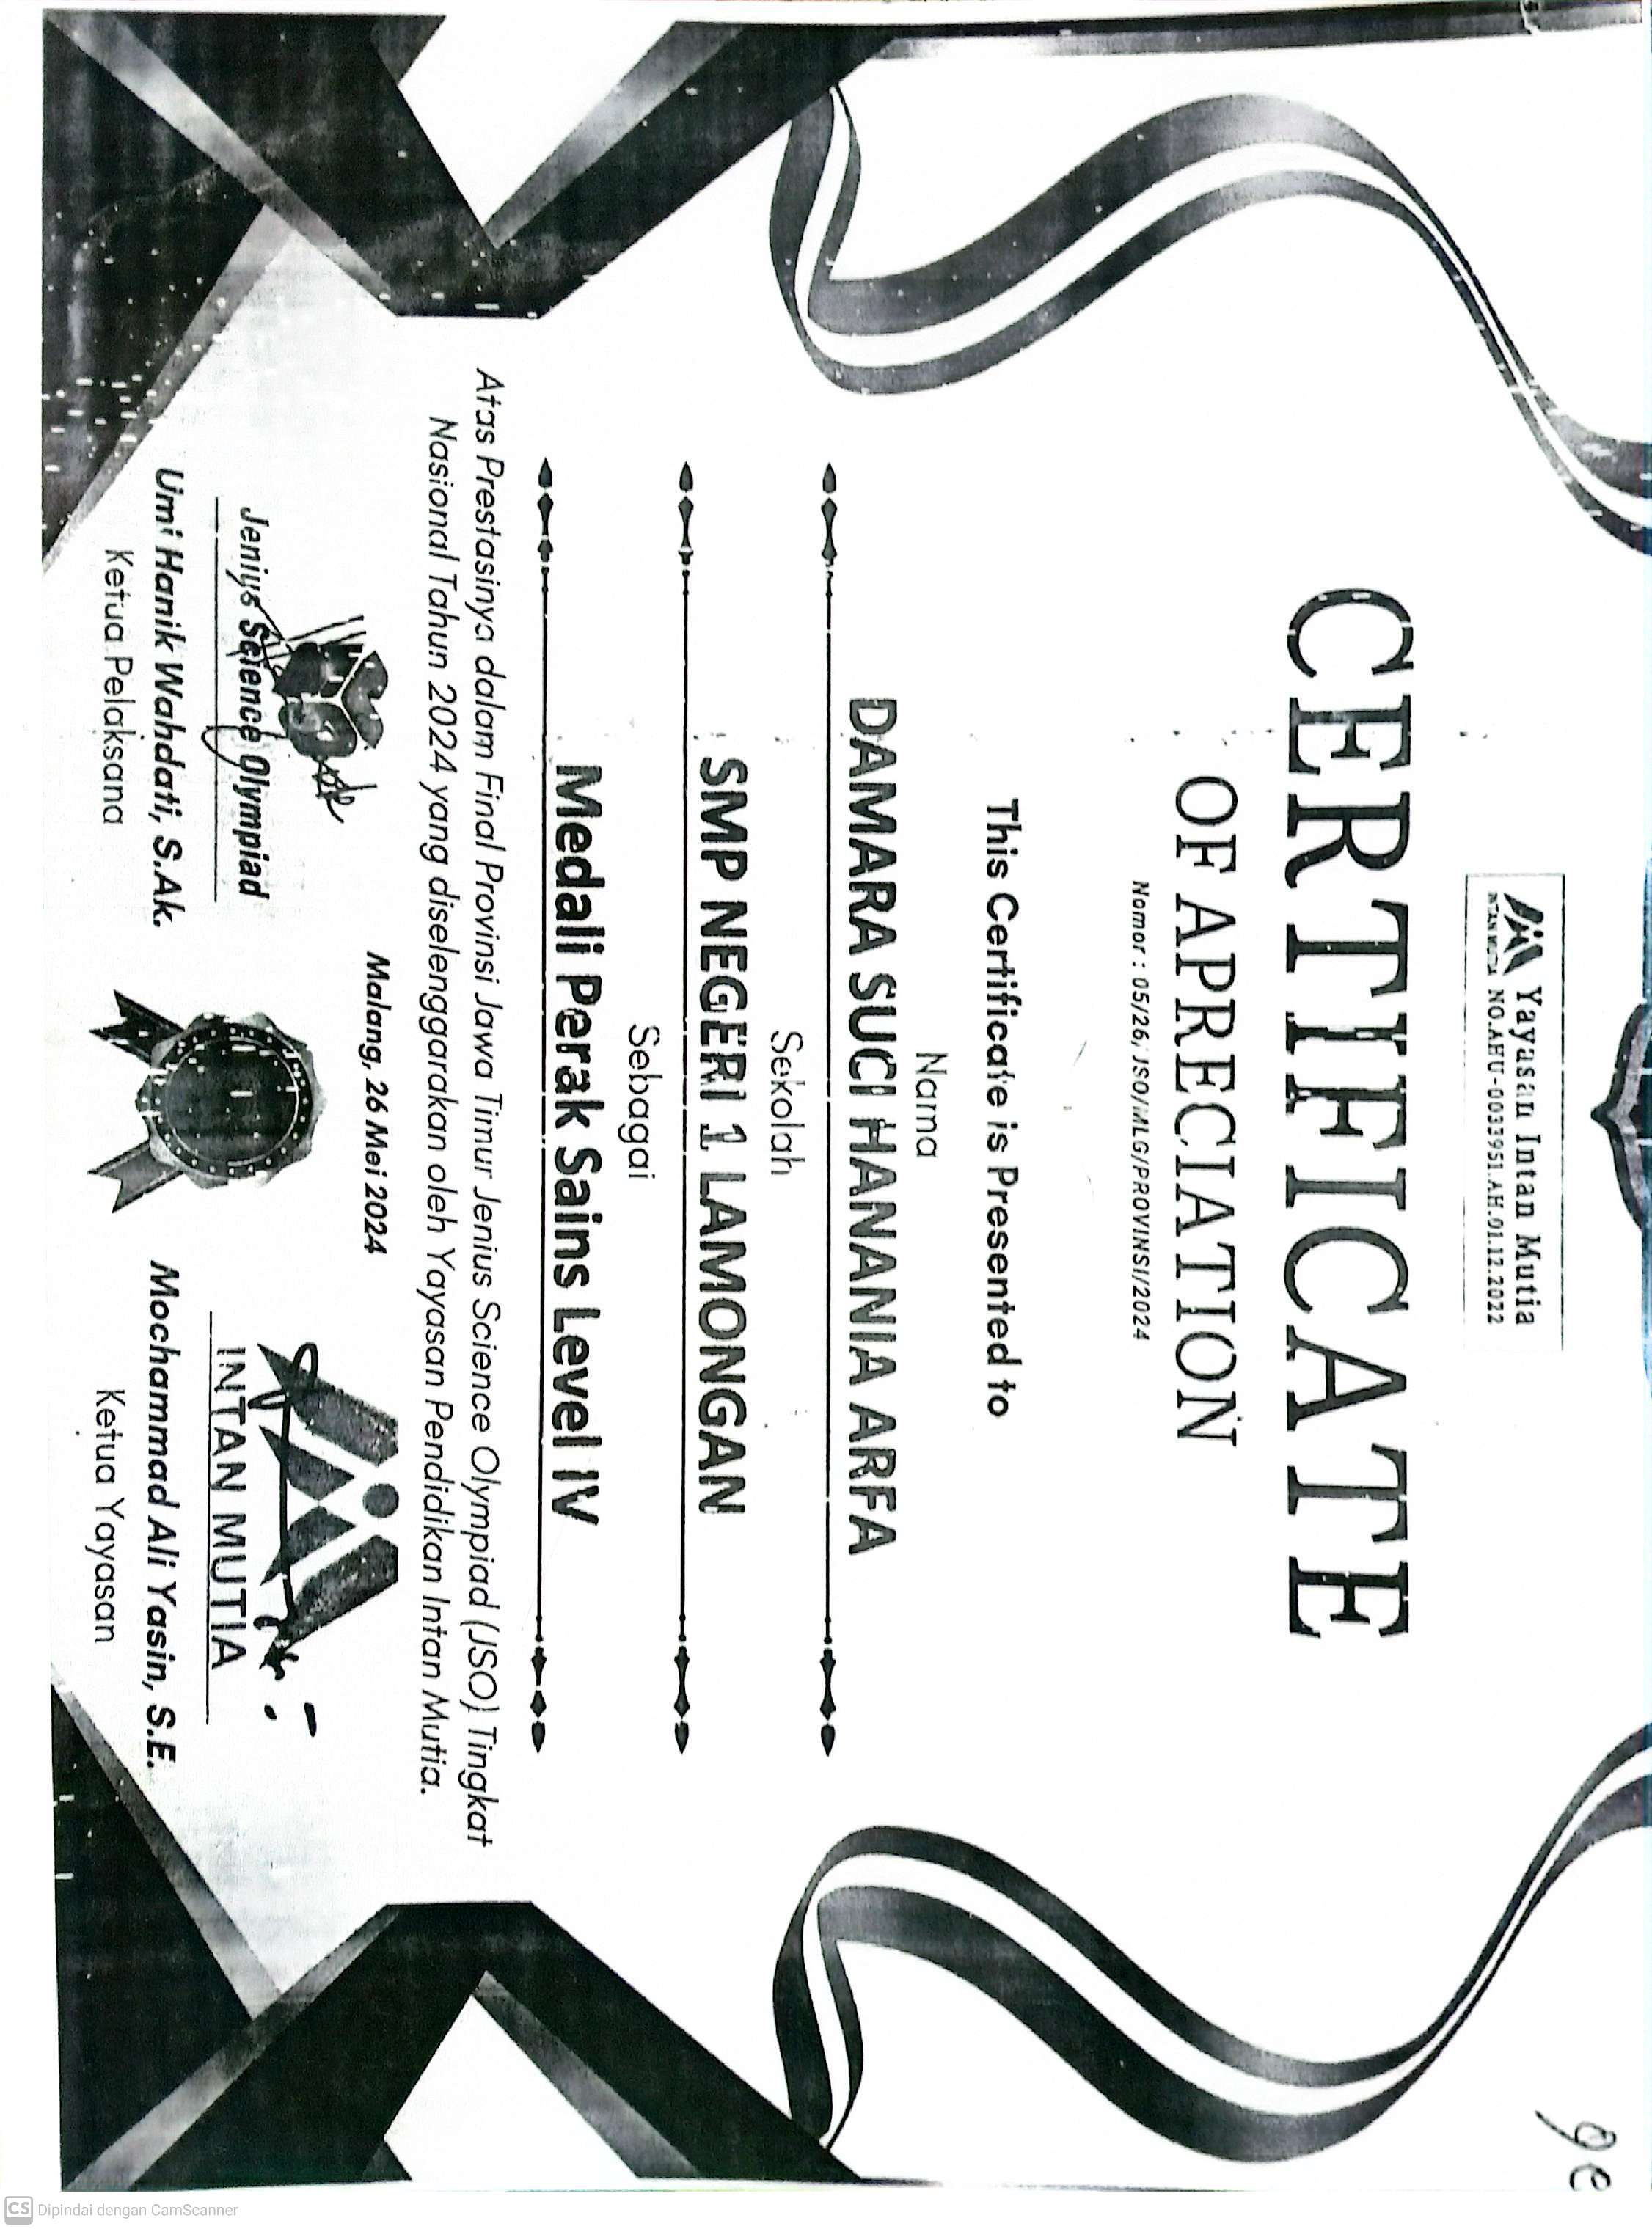 Yayasan Intan Mutia
INTAN MUTIA NO.AHU-0033951.AH.01.12.2022
CERTIFICATE
OF APRECIATION
Nomor : 05/26/JSO/MLG/PROVINSI/2024
This Certificate is Presented to
Nama
DAMARA SUCI HANANIA ARFA
Sekolah
SMP NEGERI 1 LAMONGAN
Sebagai
Medali Perak Sains Level IV
Atas Prestasinya dalam Final Provinsi Jawa Timur Jenius Science Olympiad (JSO) Tingkat
Nasional Tahun 2024 yang diselenggarakan oleh Yayasan Pendidikan Intan Mutia.
Malang, 26 Mei 2024
Jenius Science Olympiad
Umi Hanik Wahdati, S.Ak.
Ketua Pelaksana
INTAN MUTIA
Mochammad Ali Yasin, S.E.
Ketua Yayasan
CS Dipindai dengan CamScanner